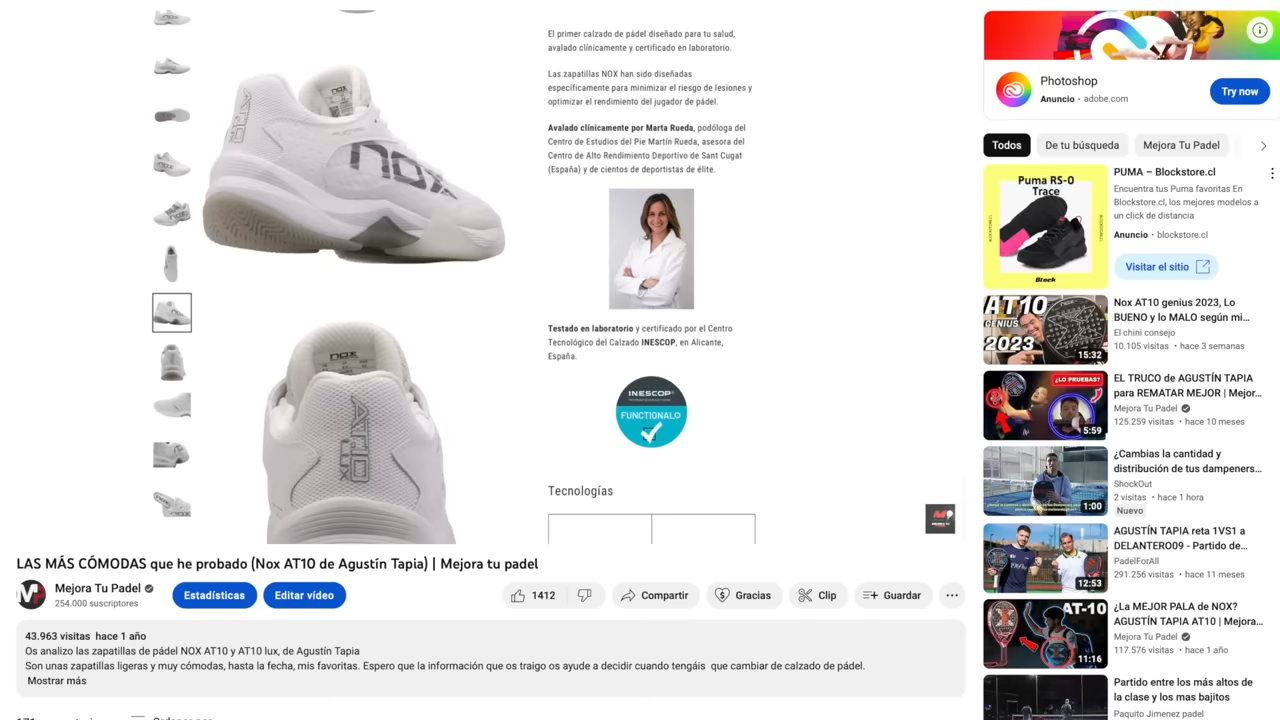 El primer calzado de pádel diseñado para tu salud,
avalado clínicamente y certificado en laboratorio.
Las zapatillas NOX han sido diseñadas
específicamente para minimizar el riesgo de lesiones y
optimizar el rendimiento del jugador de pádel.
Avalado clínicamente por Marta Rueda, podóloga del
Centro de Estudios del Pie Martín Rueda, asesora del
Centro de Alto Rendimiento Deportivo de Sant Cugat
(España) y de cientos de deportistas de élite.
Testado en laboratorio y certificado por el Centro
Tecnológico del Calzado INESCOP, en Alicante,
España.
INESCOP
FUNCTIONAL
Tecnologías
nox
AT10
nox
nox
AT10
LUX
LAS MÁS CÓMODAS que he probado (Nox AT10 de Agustín Tapia) | Mejora tu padel
Mejora Tu Padel
254.000 suscriptores
Estadísticas
Editar vídeo
1412
Compartir
Gracias
Clip
Guardar
43.963 visitas hace 1 año
Os analizo las zapatillas de pádel NOX AT10 y AT10 lux, de Agustín Tapia
Son unas zapatillas ligeras y muy cómodas, hasta la fecha, mis favoritas. Espero que la información que os traigo os ayude a decidir cuando tengáis que cambiar de calzado de pádel.
Mostrar más
Photoshop
Anuncio · adobe.com
Try now
Todos
De tu búsqueda
Mejora Tu Padel
Puma RS-0
Trace
Block
PUMA – Blockstore.cl
Encuentra tus Puma favoritas En
Blockstore.cl, los mejores modelos a
un click de distancia
Anuncio · blockstore.cl
Visitar el sitio
AT10
GENIUS
2023
15:32
Nox AT10 genius 2023, Lo
BUENO y lo MALO según mi...
El chini consejo
10.105 visitas • hace 3 semanas
¿LO PRUEBAS?
5:59
EL TRUCO de AGUSTÍN TAPIA
para REMATAR MEJOR | Mejor...
Mejora Tu Padel
125.259 visitas • hace 10 meses
1:00
¿Cambias la cantidad y
distribución de tus dampeners...
ShockOut
2 visitas • hace 1 hora
Nuevo
12:53
AGUSTÍN TAPIA reta 1VS1 a
DELANTERO09 - Partido de...
PadelForAll
291.256 visitas • hace 11 meses
AT-10
11:16
¿La MEJOR PALA de NOX?
AGUSTÍN TAPIA AT10 | Mejora...
Mejora Tu Padel
117.576 visitas • hace 1 año
Partido entre los más altos de
la clase y los mas bajitos
Paquito Jimenez padel